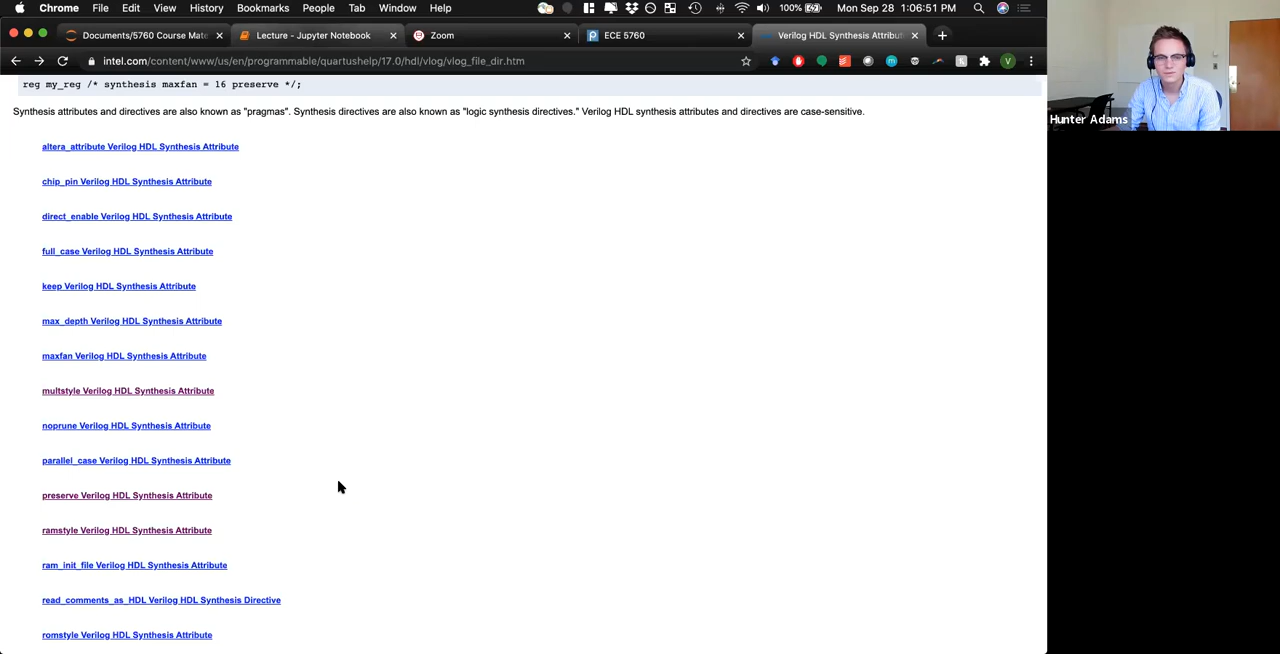 Chrome File Edit View History Bookmarks People Tab Window Help 100% Mon Sep 28 1:06:51 PM
Documents/5760 Course Mate Lecture - Jupyter Notebook Zoom ECE 5760 Verilog HDL Synthesis Attribut
intel.com/content/www/us/en/programmable/quartushelp/17.0/hdl/vlog/vlog_file_dir.htm V
reg my_reg /* synthesis maxfan = 16 preserve */;
Synthesis attributes and directives are also known as "pragmas". Synthesis directives are also known as "logic synthesis directives." Verilog HDL synthesis attributes and directives are case-sensitive.
Hunter Adams
altera_attribute Verilog HDL Synthesis Attribute
chip_pin Verilog HDL Synthesis Attribute
direct_enable Verilog HDL Synthesis Attribute
full_case Verilog HDL Synthesis Attribute
keep Verilog HDL Synthesis Attribute
max_depth Verilog HDL Synthesis Attribute
maxfan Verilog HDL Synthesis Attribute
multstyle Verilog HDL Synthesis Attribute
noprune Verilog HDL Synthesis Attribute
parallel_case Verilog HDL Synthesis Attribute
preserve Verilog HDL Synthesis Attribute
ramstyle Verilog HDL Synthesis Attribute
ram_init_file Verilog HDL Synthesis Attribute
read_comments_as_HDL Verilog HDL Synthesis Directive
romstyle Verilog HDL Synthesis Attribute